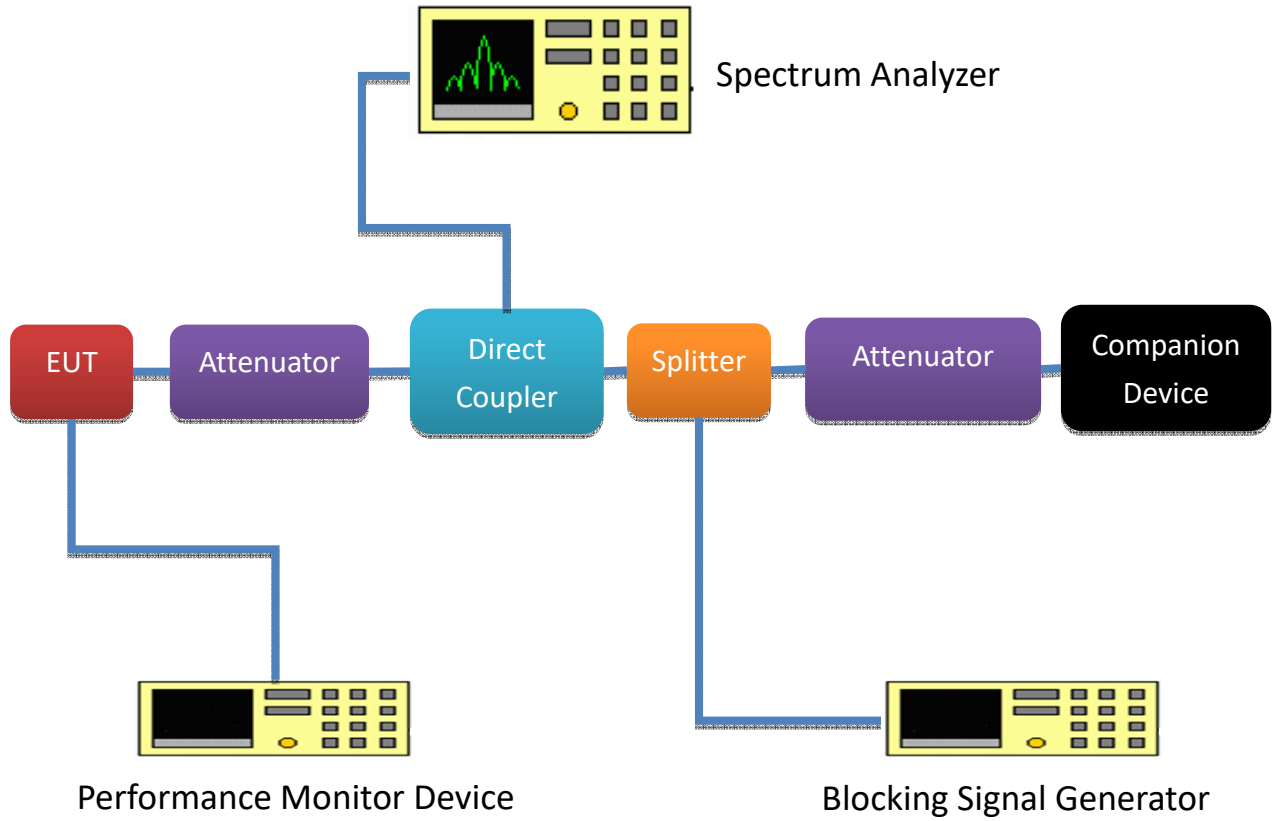 Spectrum Analyzer
EUT
Attenuator
Direct
Coupler
Splitter
Attenuator
Companion
Device
Performance Monitor Device
Blocking Signal Generator